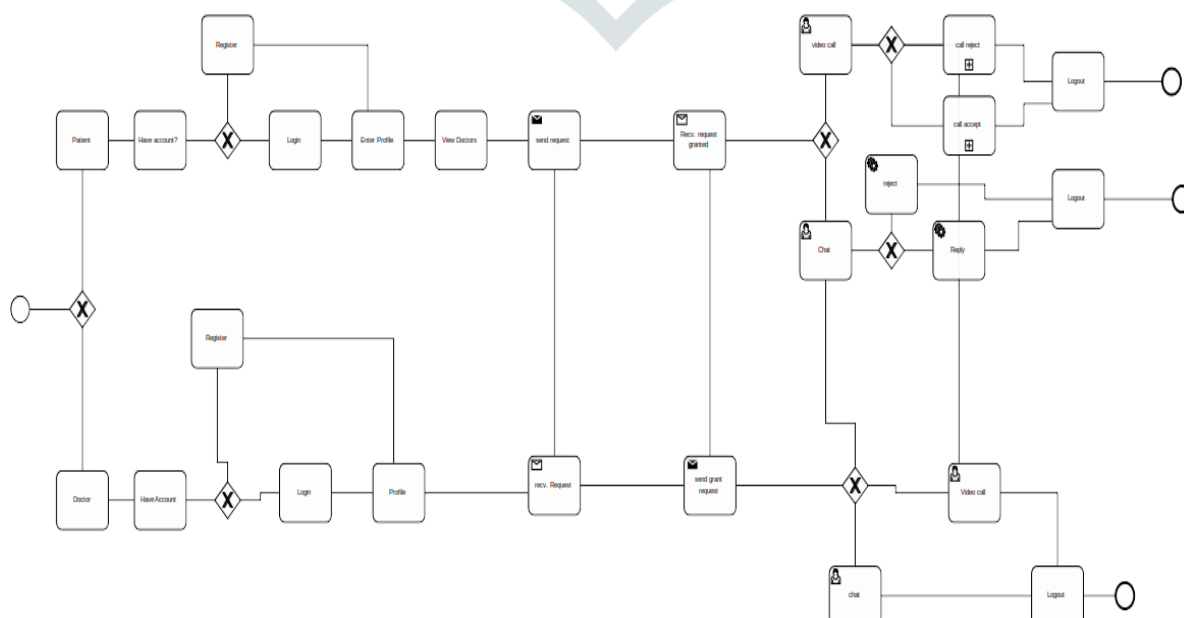 Register
video call
call reject
Logout
Patient
Have account?
Login
Enter Profile
View Doctors
send request
Recv. request
granted
call accept
reject
Logout
Chat
Reply
Register
Doctor
Have Account
Login
Profile
recv. Request
send grant
request
Video call
chat
Logout